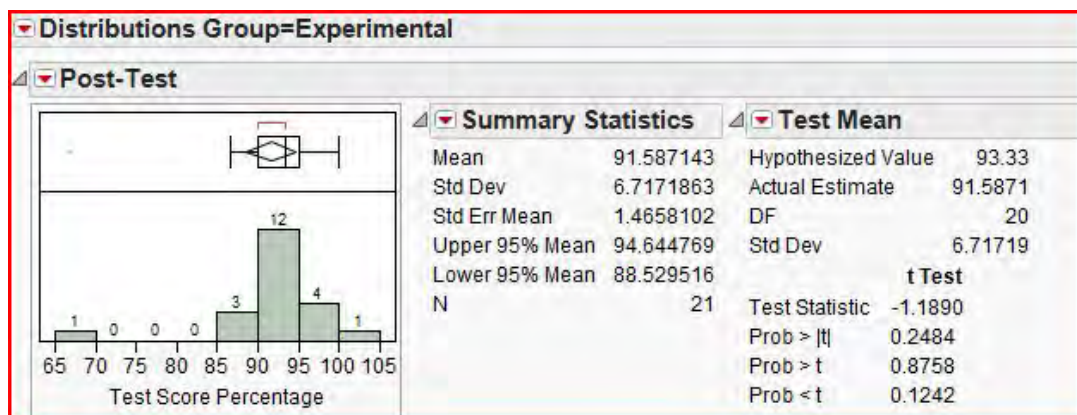 Distributions Group=Experimental
Post-Test
12
3
4
1 0 0 0 1
65 70 75 80 85 90 95 100 105
Test Score Percentage
Summary Statistics
Mean 91.587143
Std Dev 6.7171863
Std Err Mean 1.4658102
Upper 95% Mean 94.644769
Lower 95% Mean 88.529516
N 21
Test Mean
Hypothesized Value 93.33
Actual Estimate 91.5871
DF 20
Std Dev 6.71719
t Test
Test Statistic -1.1890
Prob > |t| 0.2484
Prob > t 0.8758
Prob < t 0.1242